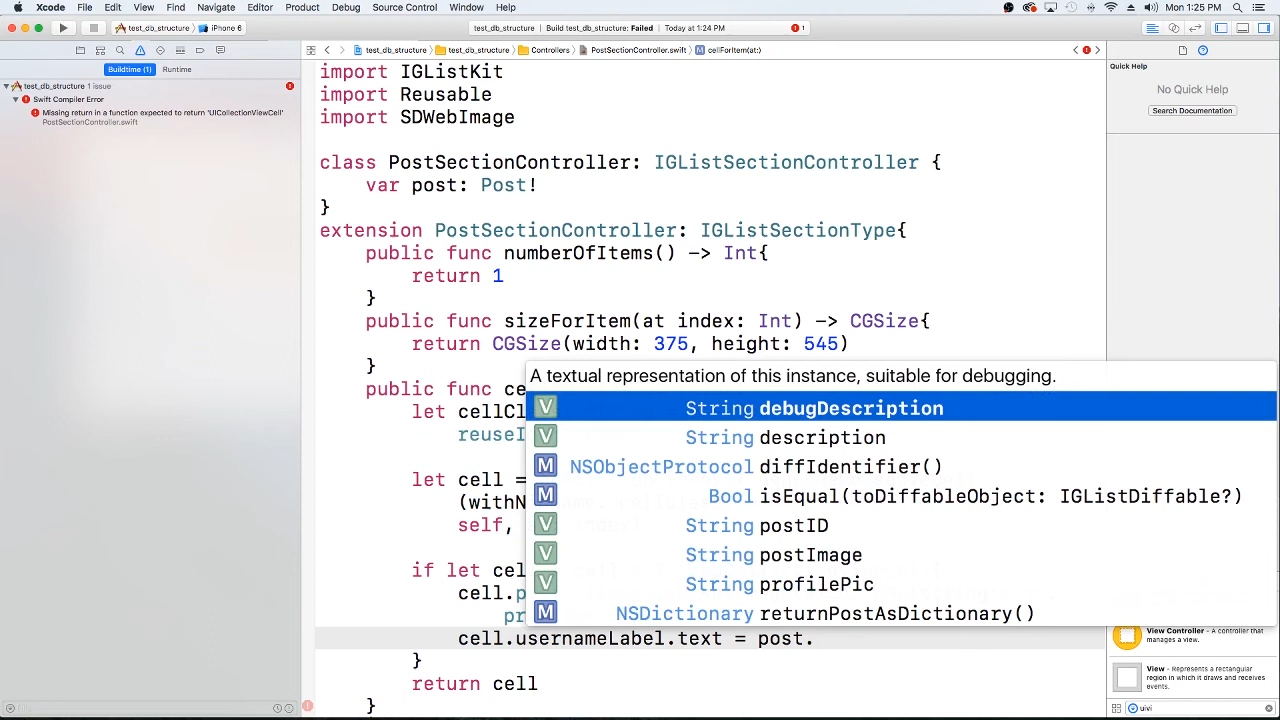 Xcode File Edit View Find Navigate Editor Product Debug Source Control Window Help
Mon 1:25 PM
test_db_structure iPhone 6
test_db_structure Build test_db_structure: Failed Today at 1:24 PM 1
test_db_structure test_db_structure Controllers PostSectionController.swift cellForItem(at:)
Buildtime (1) Runtime
test_db_structure 1 issue
Swift Compiler Error
Missing return in a function expected to return 'UICollectionViewCell'
PostSectionController.swift
import IGListKit
import Reusable
import SDWebImage
class PostSectionController: IGListSectionController {
var post: Post!
}
extension PostSectionController: IGListSectionType{
public func numberOfItems() -> Int{
return 1
}
public func sizeForItem(at index: Int) -> CGSize{
return CGSize(width: 375, height: 545)
}
public func ce
let cellCl
reuseI
let cell =
(withN
self,
if let cel
cell.p
pr
cell.usernameLabel.text = post.
}
return cell
}
A textual representation of this instance, suitable for debugging.
V String debugDescription
V String description
M NSObjectProtocol diffIdentifier()
M Bool isEqual(toDiffableObject: IGListDiffable?)
V String postID
V String postImage
V String profilePic
M NSDictionary returnPostAsDictionary()
Quick Help
No Quick Help
Search Documentation
View Controller - A controller that
manages a view.
View - Represents a rectangular
region in which it draws and receives
events.
uivi